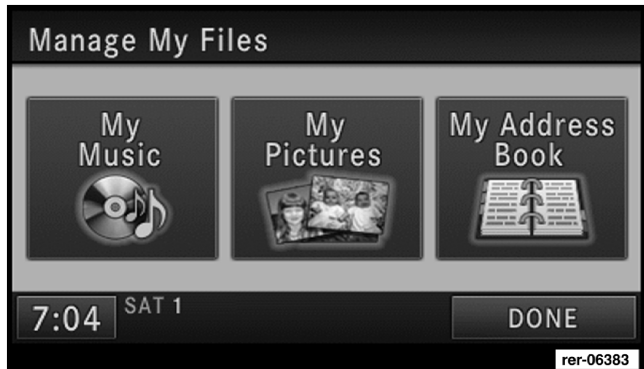 Manage My Files
My
Music
My
Pictures
My Address
Book
7:04
SAT 1
DONE
rer-06383